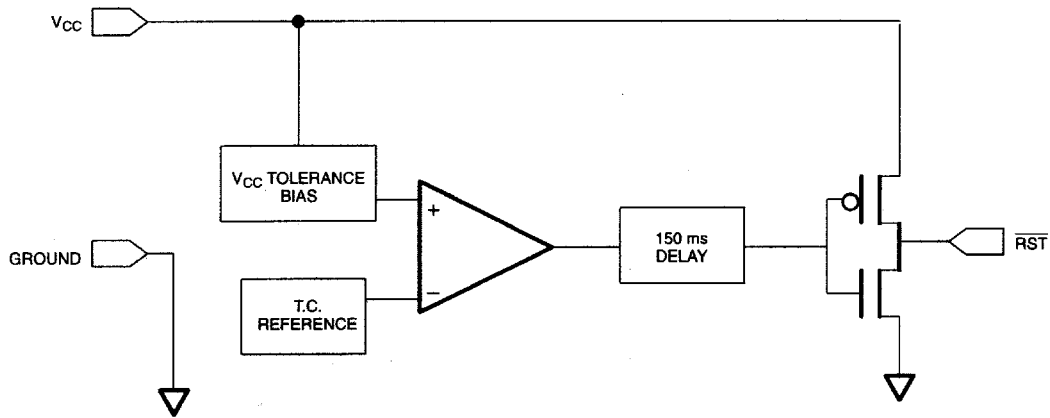 VCC
VCC TOLERANCE
BIAS
+
150 ms
DELAY
RST
GROUND
−
T.C.
REFERENCE